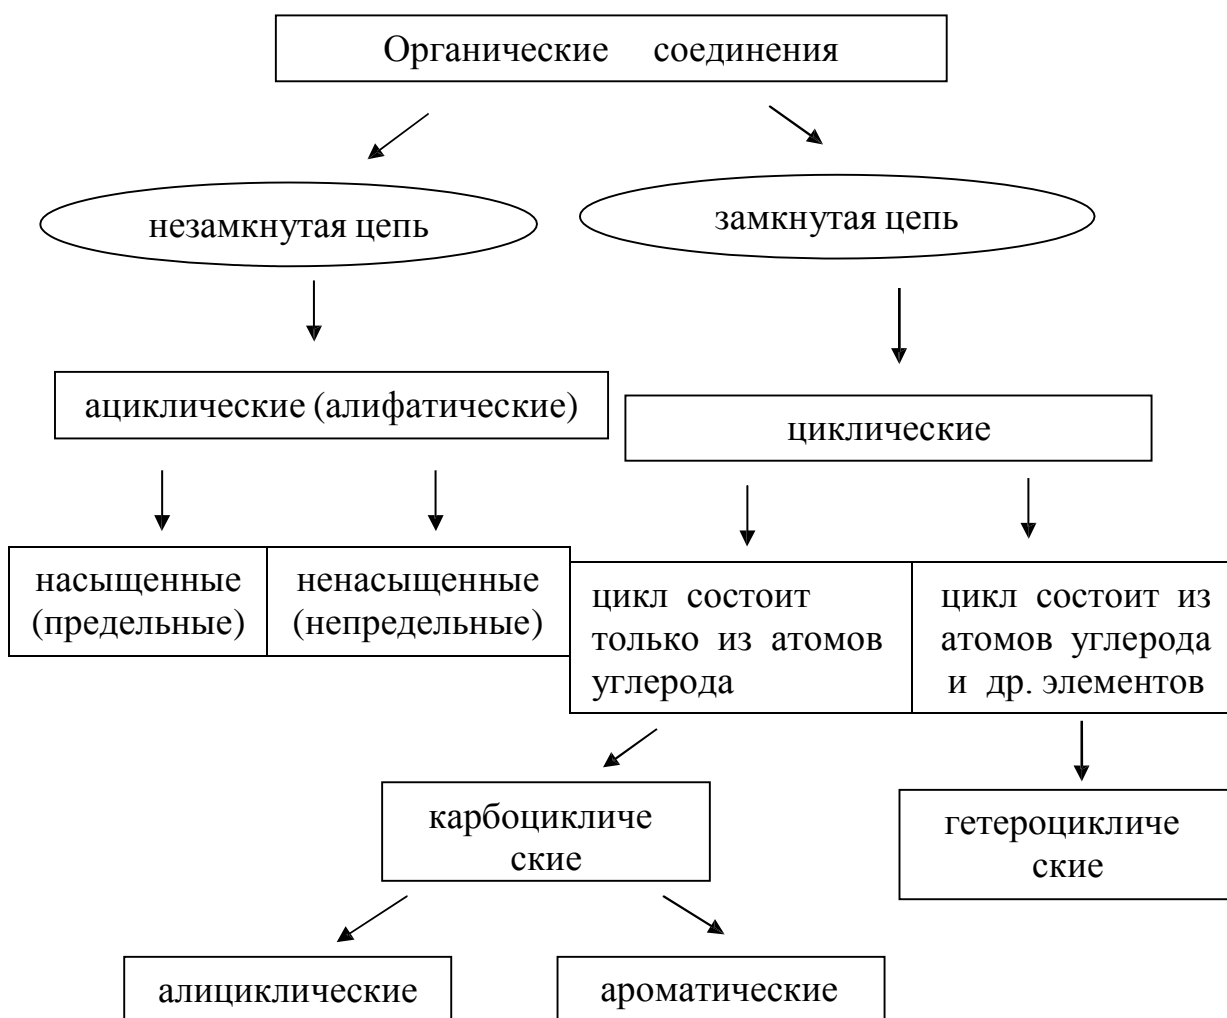 Органические соединения
незамкнутая цепь
замкнутая цепь
ациклические (алифатические)
циклические
насыщенные
(предельные)
ненасыщенные
(непредельные)
цикл состоит
только из атомов
углерода
цикл состоит из
атомов углерода
и др. элементов
карбоцикличе
ские
гетероцикличе
ские
алициклические
ароматические